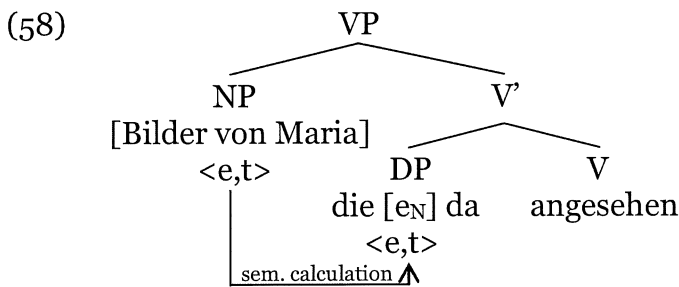 (58) VP
NP V’
[Bilder von Maria] DP V
<e,t> die [eN] da angesehen
<e,t>
sem. calculation